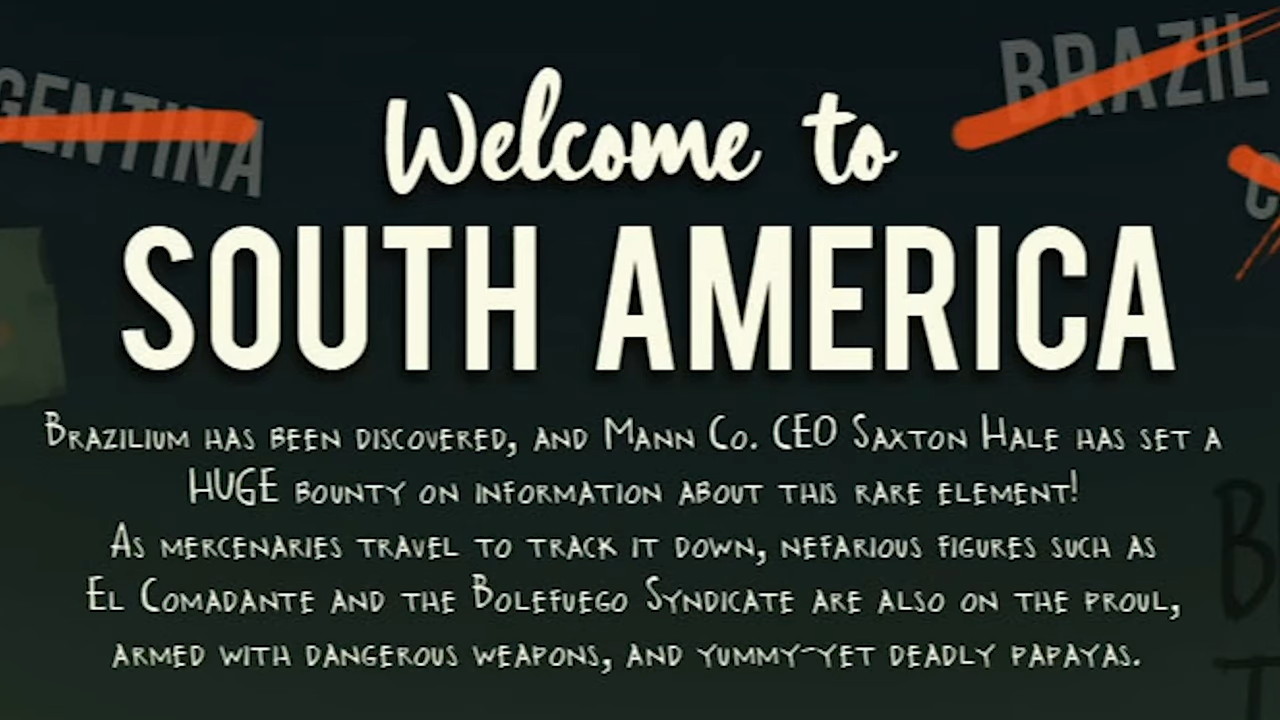 GENTINA
BRAZIL
Welcome to
SOUTH AMERICA
Brazilium has been discovered, and Mann Co. CEO Saxton Hale has set a
HUGE bounty on information about this rare element!
As mercenaries travel to track it down, nefarious figures such as
El Comadante and the Bolefuego Syndicate are also on the proul,
armed with dangerous weapons, and yummy-yet deadly papayas.